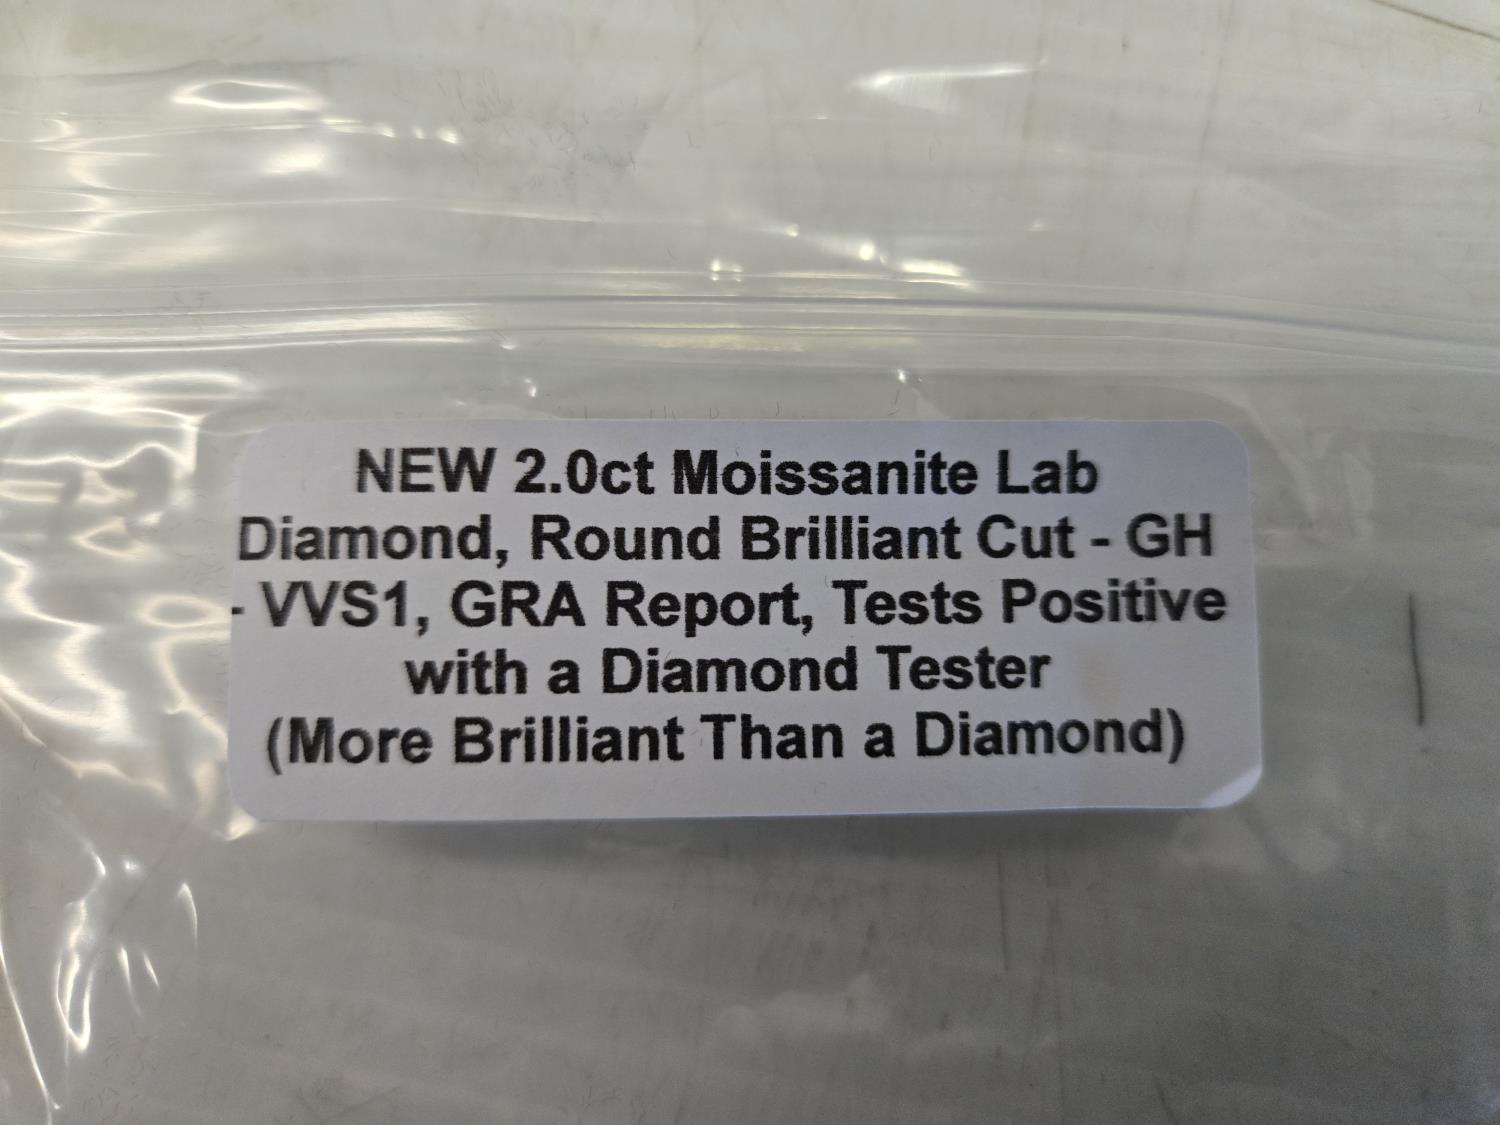 NEW 2.0ct Moissanite Lab
Diamond, Round Brilliant Cut - GH
- VVS1, GRA Report, Tests Positive
with a Diamond Tester
(More Brilliant Than a Diamond)